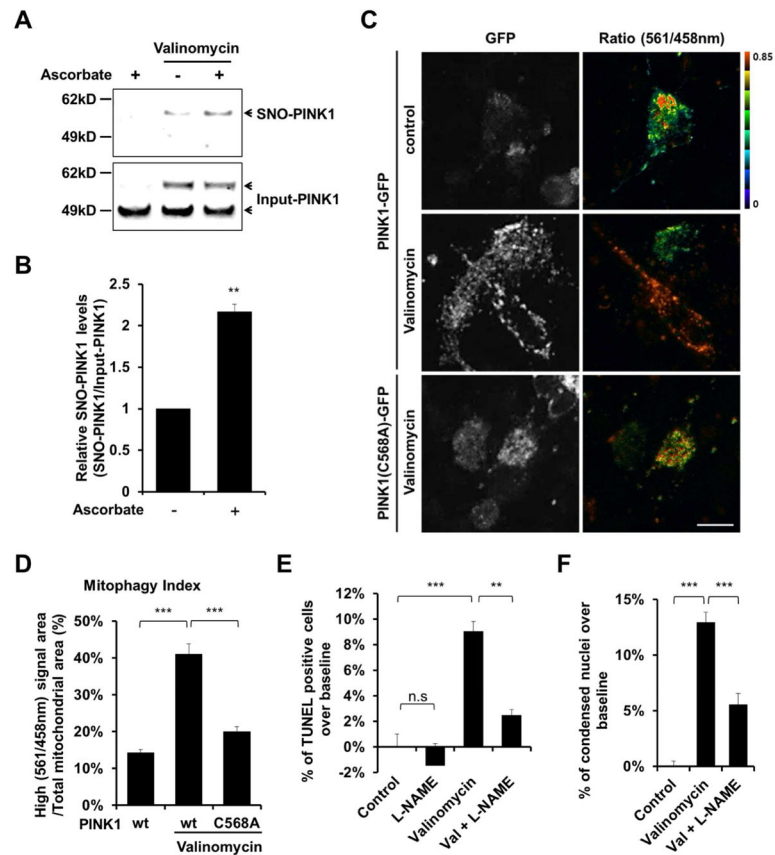 A
Valinomycin
Ascorbate + - +
62kD
SNO-PINK1
49kD
62kD
Input-PINK1
49kD
B
Relative SNO-PINK1 levels
(SNO-PINK1/Input-PINK1)
2.5
2
1.5
1
0.5
0
**
Ascorbate - +
C
GFP
Ratio (561/458nm)
0.85
0
PINK1-GFP
control
Valinomycin
PINK1(C568A)-GFP
Valinomycin
D
Mitophagy Index
High (561/458nm) signal area
/Total mitochondrial area (%)
50%
40%
30%
20%
10%
0%
*** ***
PINK1 wt wt C568A
Valinomycin
E
% of TUNEL positive cells
over baseline
12%
10%
8%
6%
4%
2%
0%
-2%
*** **
n.s
Control
L-NAME
Valinomycin
Val + L-NAME
F
% of condensed nuclei over
baseline
15%
10%
5%
0%
*** ***
Control
Valinomycin
Val + L-NAME